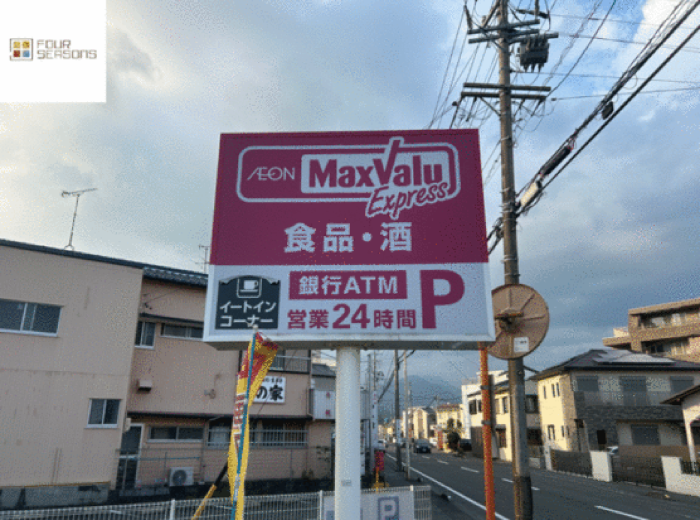 FOUR
SEASONS
ÆON MaxValu
Express
食品・酒
イートイン
コーナー
銀行ATM
営業24時間
P
の家
P